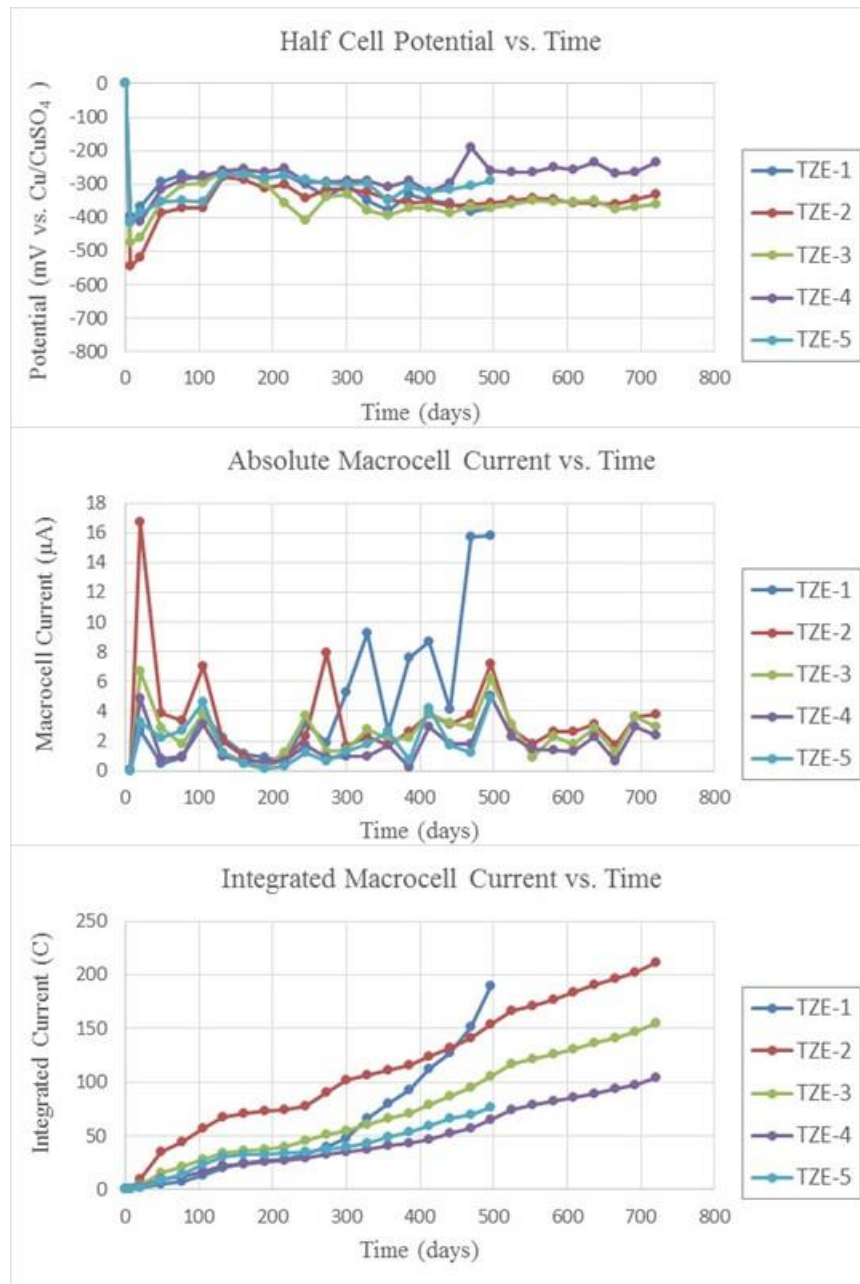 Half Cell Potential vs. Time
Potential (mV vs. Cu/CuSO₄
0
-100
-200
-300
-400
-500
-600
-700
-800
0 100 200 300 400 500 600 700 800
Time (days)
TZE-1
TZE-2
TZE-3
TZE-4
TZE-5
Absolute Macrocell Current vs. Time
Macrocell Current (µA)
18
16
14
12
10
8
6
4
2
0
0 100 200 300 400 500 600 700 800
Time (days)
TZE-1
TZE-2
TZE-3
TZE-4
TZE-5
Integrated Macrocell Current vs. Time
Integrated Current (C)
250
200
150
100
50
0
0 100 200 300 400 500 600 700 800
Time (days)
TZE-1
TZE-2
TZE-3
TZE-4
TZE-5